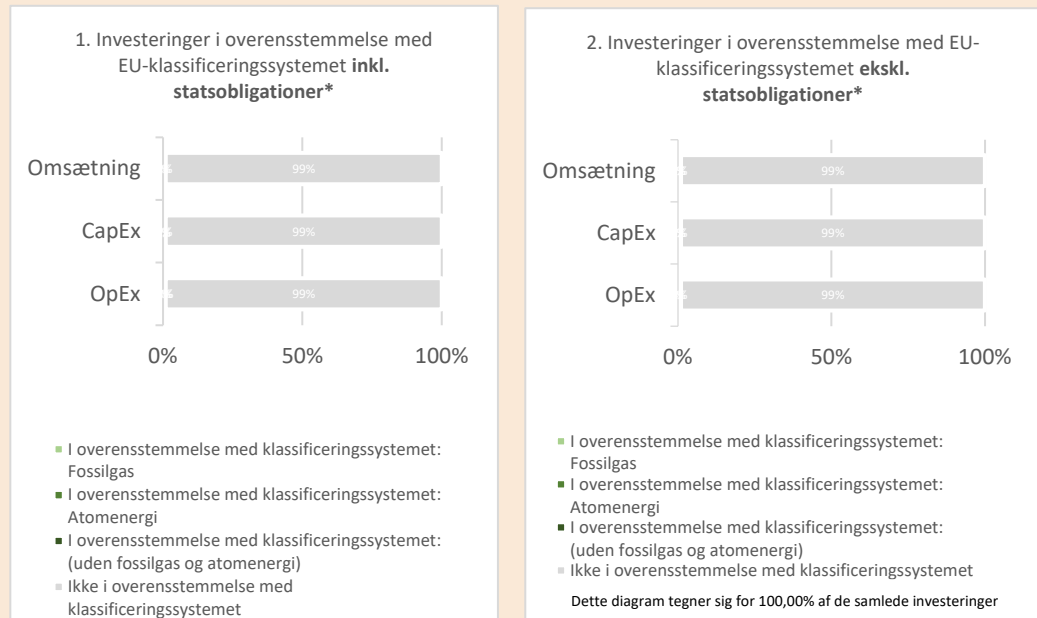 1. Investeringer i overensstemmelse med
EU-klassificeringssystemet inkl.
statsobligationer*
Omsætning
99%
CapEx
99%
OpEx
99%
0%
50%
100%
I overensstemmelse med klassificeringssystemet:
Fossilgas
I overensstemmelse med klassificeringssystemet:
Atomenergi
I overensstemmelse med klassificeringssystemet:
(uden fossilgas og atomenergi)
Ikke i overensstemmelse med
klassificeringssystemet
2. Investeringer i overensstemmelse med EU-
klassificeringssystemet ekskl.
statsobligationer*
Omsætning
99%
CapEx
99%
OpEx
99%
0%
50%
100%
I overensstemmelse med klassificeringssystemet:
Fossilgas
I overensstemmelse med klassificeringssystemet:
Atomenergi
I overensstemmelse med klassificeringssystemet:
(uden fossilgas og atomenergi)
Ikke i overensstemmelse med klassificeringssystemet
Dette diagram tegner sig for 100,00% af de samlede investeringer